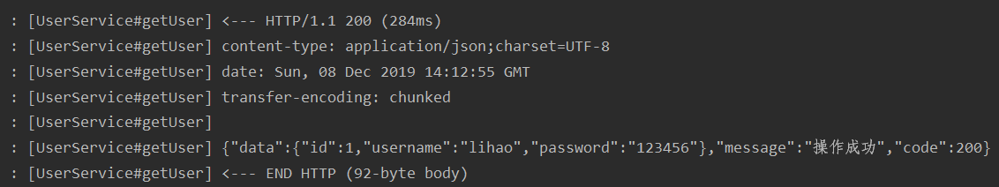 : [UserService#getUser] <--- HTTP/1.1 200 (284ms)
: [UserService#getUser] content-type: application/json;charset=UTF-8
: [UserService#getUser] date: Sun, 08 Dec 2019 14:12:55 GMT
: [UserService#getUser] transfer-encoding: chunked
: [UserService#getUser]
: [UserService#getUser] {"data":{"id":1,"username":"lihao","password":"123456"},"message":"操作成功","code":200}
: [UserService#getUser] <--- END HTTP (92-byte body)